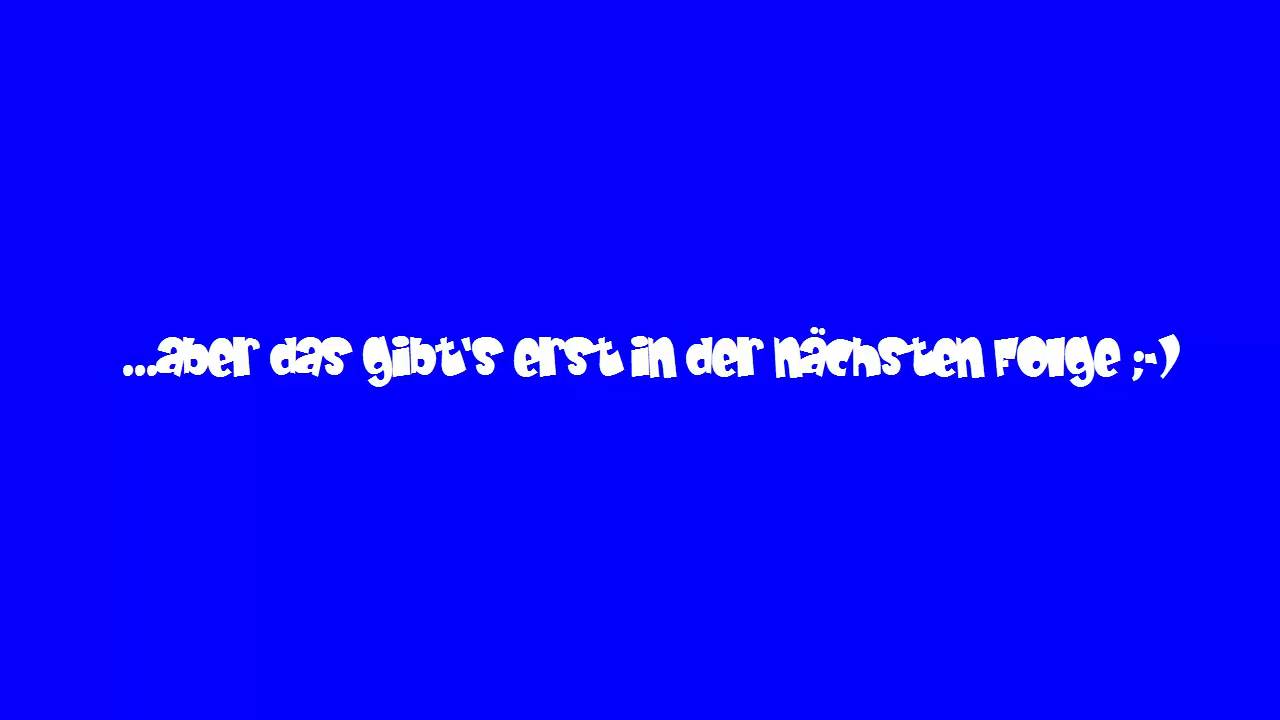 ...aber das gibt's erst in der nächsten Folge ;-)